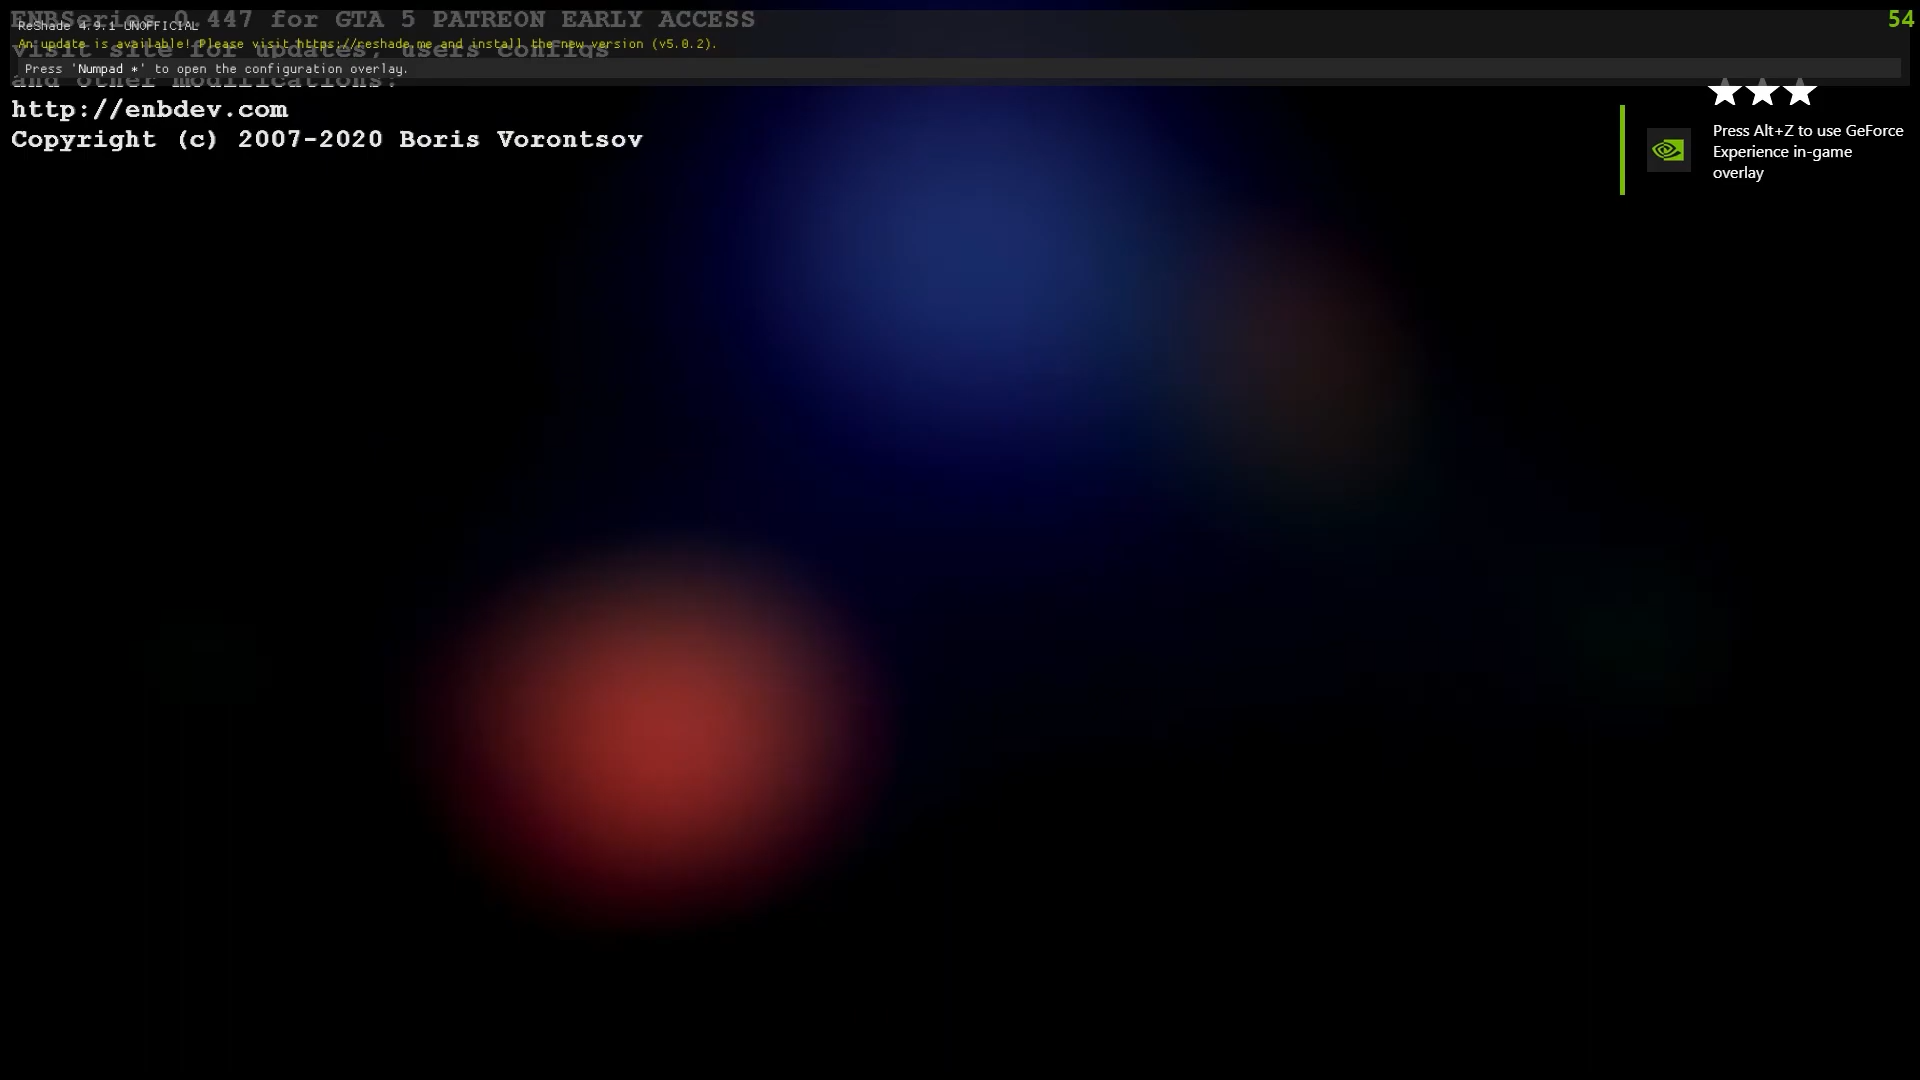 ENBSeries 0.447 for GTA 5 PATREON EARLY ACCESS
ReShade 4.9.1 UNOFFICIAL
An update is available! Please visit https://reshade.me and install the new version (v5.0.2).
visit site for updates, users configs
Press 'Numpad *' to open the configuration overlay.
and other modifications:
http://enbdev.com
Copyright (c) 2007-2020 Boris Vorontsov
54
Press Alt+Z to use GeForce
Experience in-game
overlay